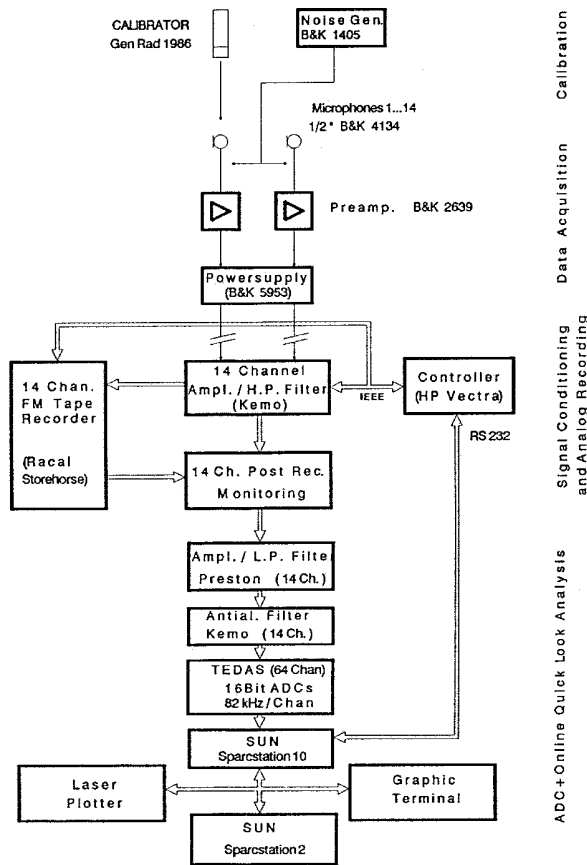 CALIBRATOR
Gen Rad 1986
Noise Gen.
B&K 1405
Microphones 1...14
1/2" B&K 4134
Preamp. B&K 2639
Powersupply
(B&K 5953)
14 Channel
Ampl. / H.P. Filter
(Kemo)
14 Chan.
FM Tape
Recorder
(Racal
Storehorse)
IEEE
Controller
(HP Vectra)
RS 232
14 Ch. Post Rec.
Monitoring
Ampl. / L.P. Filter
Preston (14 Ch.)
Antial. Filter
Kemo (14 Ch.)
TEDAS (64 Chan)
16Bit ADCs
82 kHz / Chan
SUN
Sparcstation 10
Laser
Plotter
Graphic
Terminal
SUN
Sparcstation 2
Calibration
Data Acquisition
Signal Conditioning
and Analog Recording
ADC + Online Quick Look Analysis